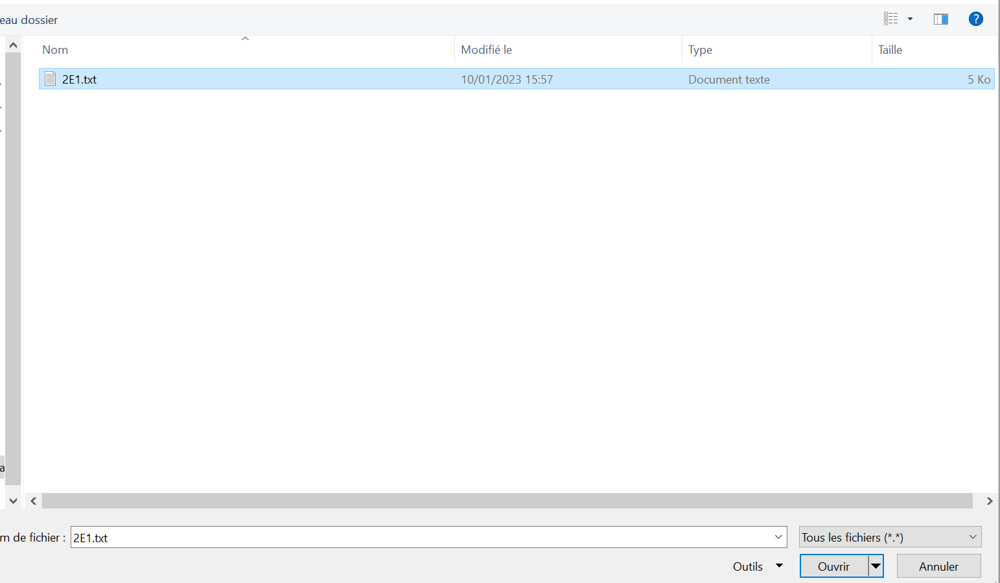 eau dossier
?
Nom Modifié le Type Taille
2E1.txt 10/01/2023 15:57 Document texte 5 Ko
a
m de fichier : 2E1.txt Tous les fichiers (*.*)
Outils Ouvrir Annuler